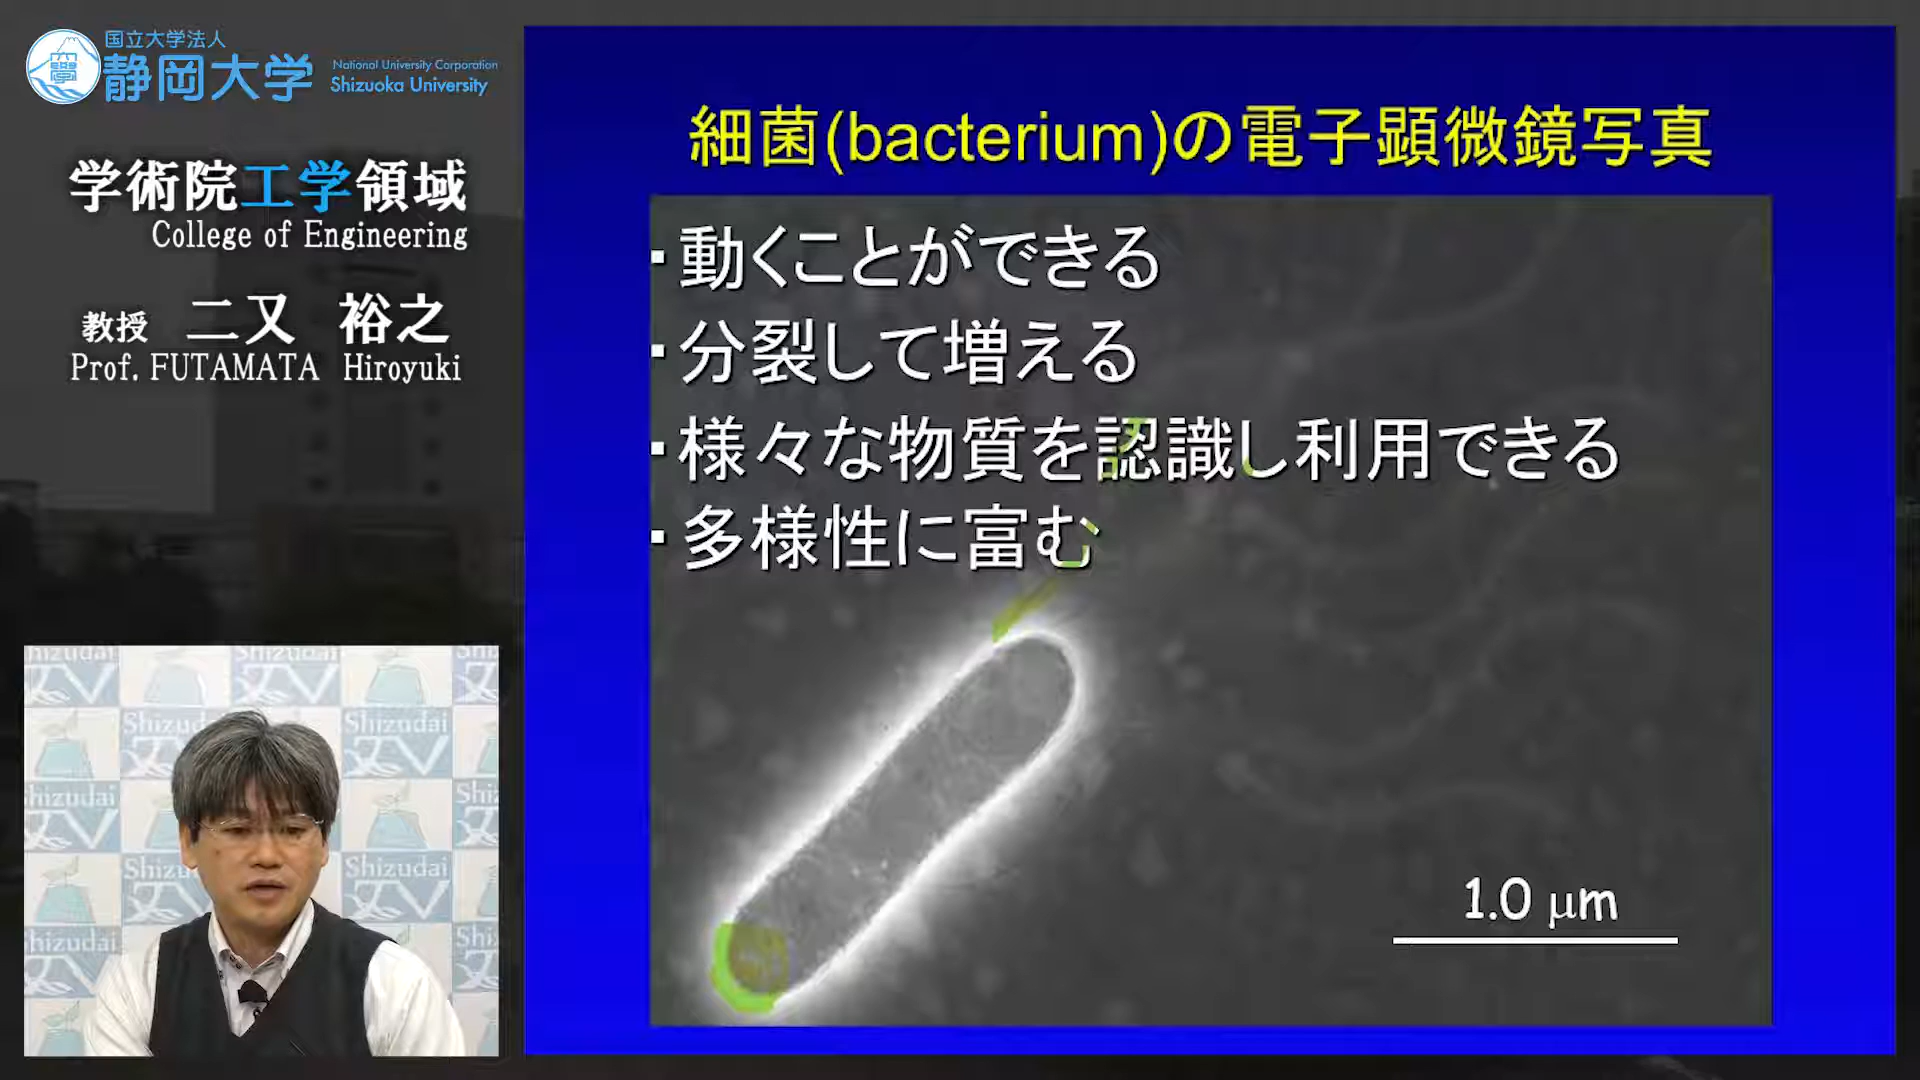 国立大学法人
静岡大学
National University Corporation
Shizuoka University
学術院工学領域
College of Engineering
教授 二又 裕之
Prof. FUTAMATA Hiroyuki
細菌(bacterium)の電子顕微鏡写真
・動くことができる
・分裂して増える
・様々な物質を認識し利用できる
・多様性に富む
1.0 μm
Shizudai
TV